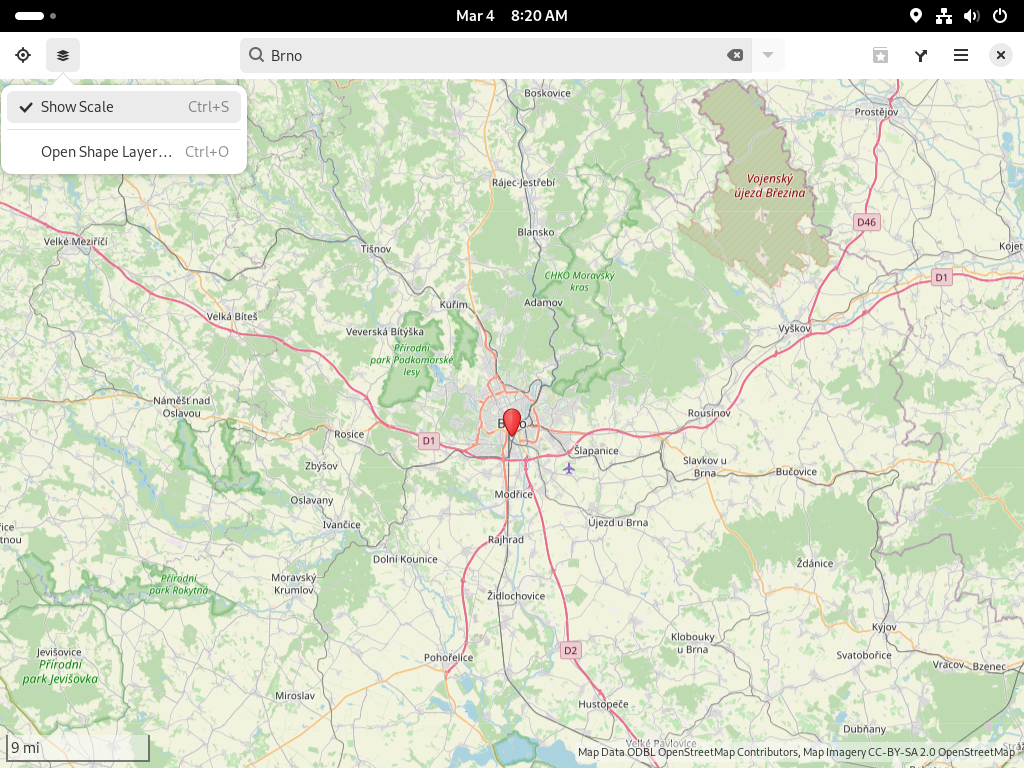 Mar 4 8:20 AM
Brno
Show Scale Ctrl+S
Open Shape Layer… Ctrl+O
Boskovice
Prostějov
Vojenský
újezd Březina
Rájec-Jestřebí
D46
Blansko
Velké Meziříčí
Tišnov
Kojet
CHKO Moravský
kras
D1
Adamov
Kuřim
Velká Bíteš
Veverská Bítýška
Vyškov
Přírodní
park Podkomorské
lesy
Náměšť nad
Oslavou
Rousínov
Rosice
D1
Šlapanice
Zbýšov
Slavkov u
Brna
Bučovice
Modřice
Oslavany
Ivančice
Újezd u Brna
Rajhrad
Dolní Kounice
Ždánice
Přírodní
park Rokytná
Moravský
Krumlov
Židlochovice
Kyjov
Klobouky
u Brna
D2
Jevišovice
Přírodní
park Jevišovka
Pohořelice
Svatobořice
Vracov
Bzenec
Miroslav
Hustopeče
Dubňany
Velké Pavlovice
9 mi
Map Data ODBL OpenStreetMap Contributors, Map Imagery CC-BY-SA 2.0 OpenStreetMap